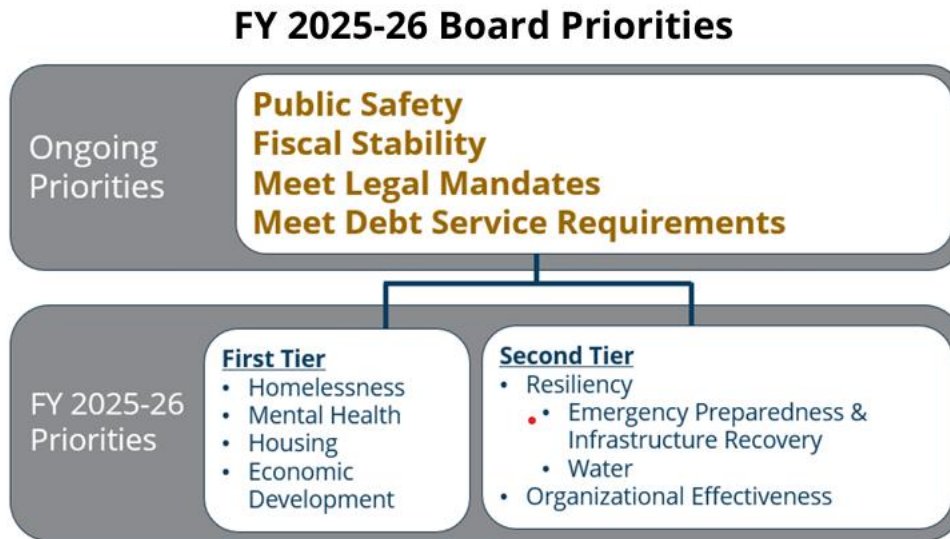 FY 2025-26 Board Priorities
Ongoing
Priorities
Public Safety
Fiscal Stability
Meet Legal Mandates
Meet Debt Service Requirements
FY 2025-26
Priorities
First Tier
• Homelessness
• Mental Health
• Housing
• Economic
Development
Second Tier
• Resiliency
• Emergency Preparedness &
Infrastructure Recovery
• Water
• Organizational Effectiveness